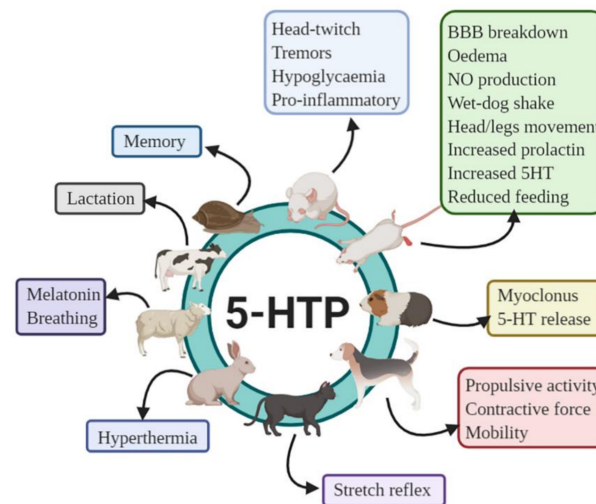 Head-twitch
Tremors
Hypoglycaemia
Pro-inflammatory
BBB breakdown
Oedema
NO production
Wet-dog shake
Head/legs movement
Increased prolactin
Increased 5HT
Reduced feeding
Memory
Lactation
Melatonin
Breathing
5-HTP
Myoclonus
5-HT release
Propulsive activity
Contractive force
Mobility
Hyperthermia
Stretch reflex